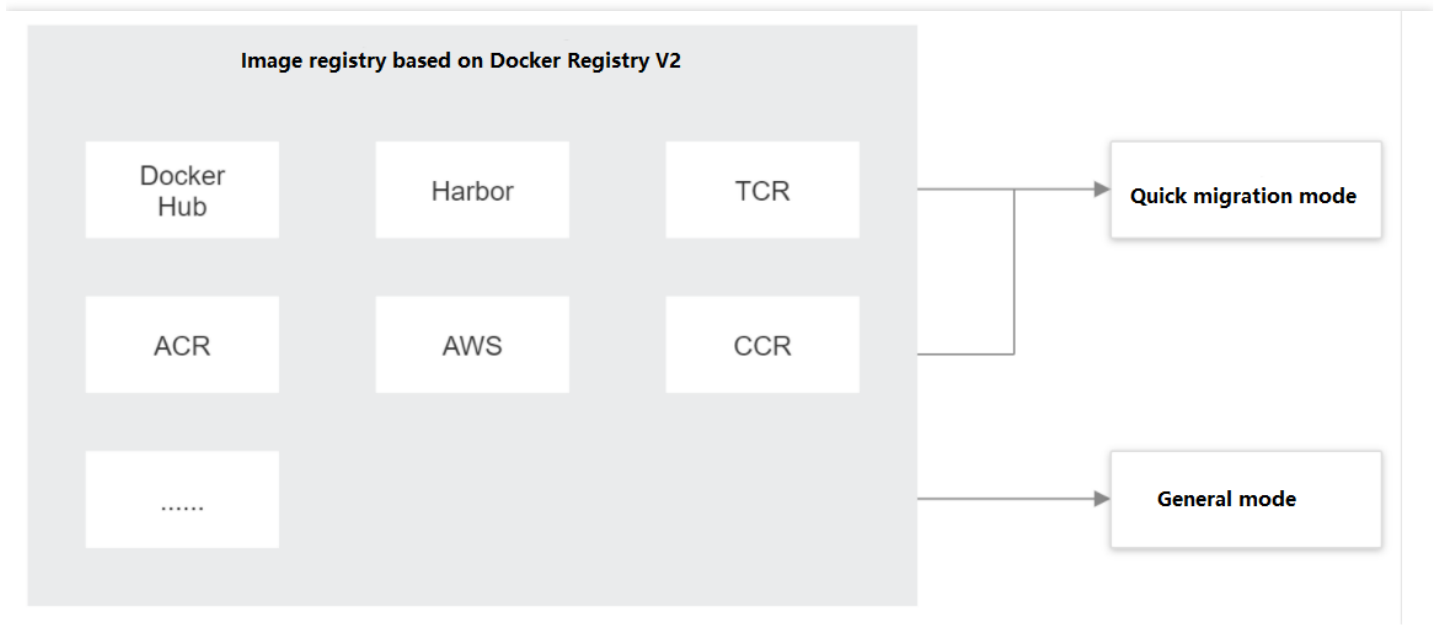 Image registry based on Docker Registry V2
Docker
Hub
Harbor
TCR
Quick migration mode
ACR
AWS
CCR
......
General mode